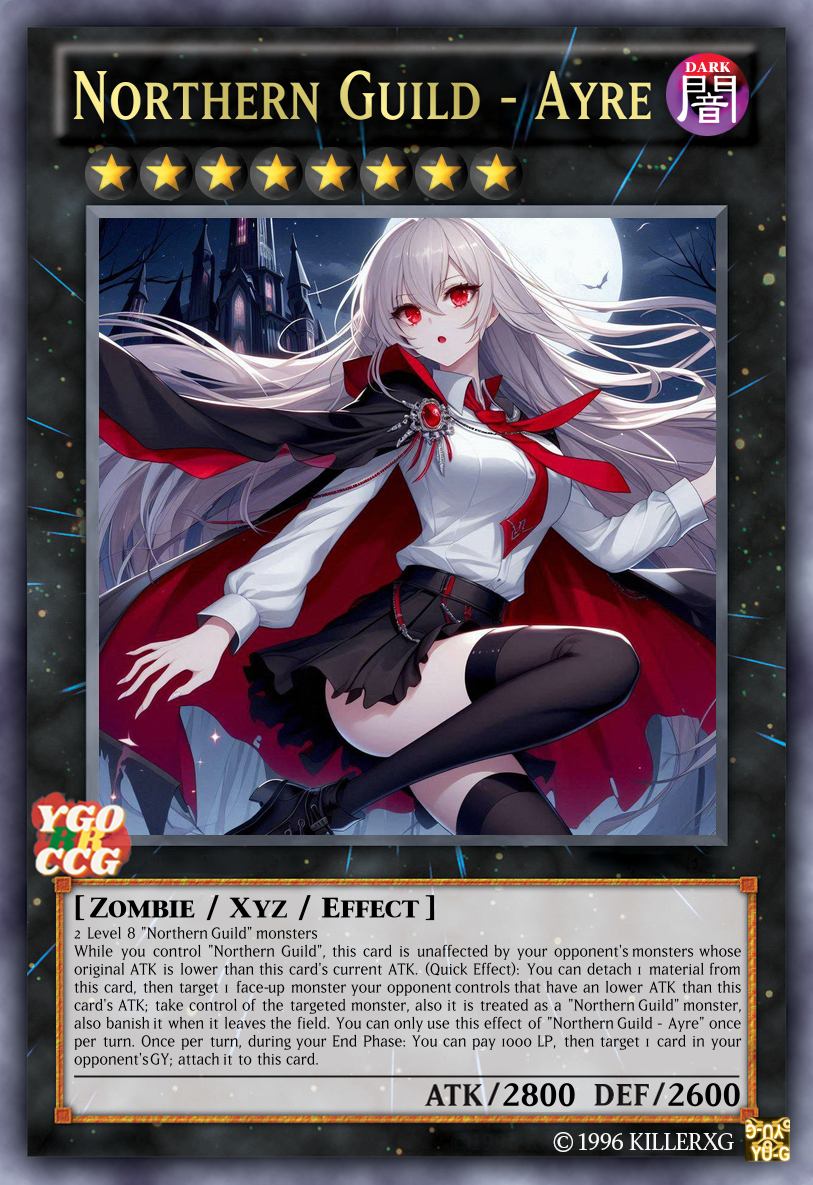 Northern Guild - Ayre
DARK
闇
YGO
BR
CCG
[ Zombie / Xyz / Effect ]
2 Level 8 "Northern Guild" monsters
While you control "Northern Guild", this card is unaffected by your opponent's monsters whose
original ATK is lower than this card's current ATK. (Quick Effect): You can detach 1 material from
this card, then target 1 face-up monster your opponent controls that have an lower ATK than this
card's ATK; take control of the targeted monster, also it is treated as a "Northern Guild" monster,
also banish it when it leaves the field. You can only use this effect of "Northern Guild - Ayre" once
per turn. Once per turn, during your End Phase: You can pay 1000 LP, then target 1 card in your
opponent's GY; attach it to this card.
ATK/2800 DEF/2600
© 1996 KILLERXG